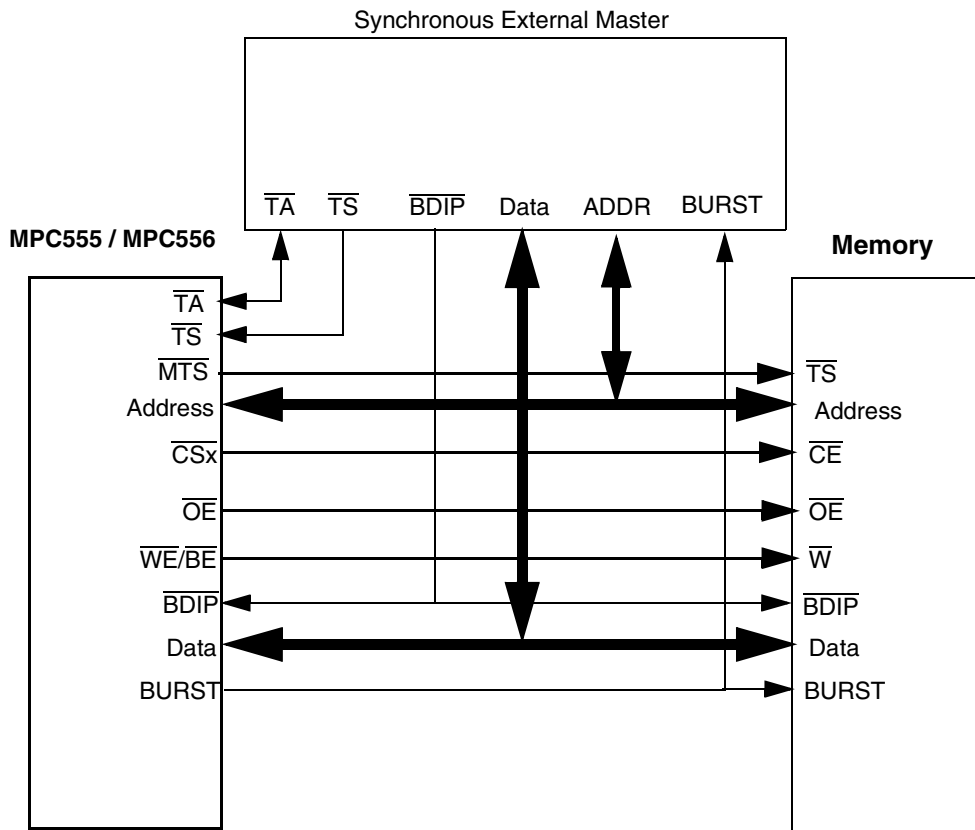 Synchronous External Master
TA TS BDIP Data ADDR BURST
MPC555 / MPC556
Memory
TA
TS
MTS
Address
CSx
OE
WE/BE
BDIP
Data
BURST
TS
Address
CE
OE
W
BDIP
Data
BURST